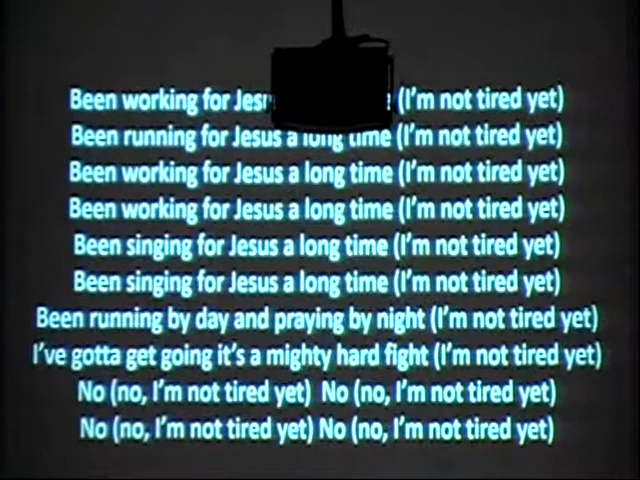 Been working for e (I'm not tired yet)
Been running for Jesus a long time (I'm not tired yet)
Been working for Jesus a long time (I'm not tired yet)
Been working for Jesus a long time (I'm not tired yet)
Been singing for Jesus a long time (I'm not tired yet)
Been singing for Jesus a long time (I'm not tired yet)
Been running by day and praying by night (I'm not tired yet)
I've gotta get going it's a mighty hard fight (I'm not tired yet)
No (no, I'm not tired yet) No (no, I'm not tired yet)
No (no, I'm not tired yet) No (no, I'm not tired yet)